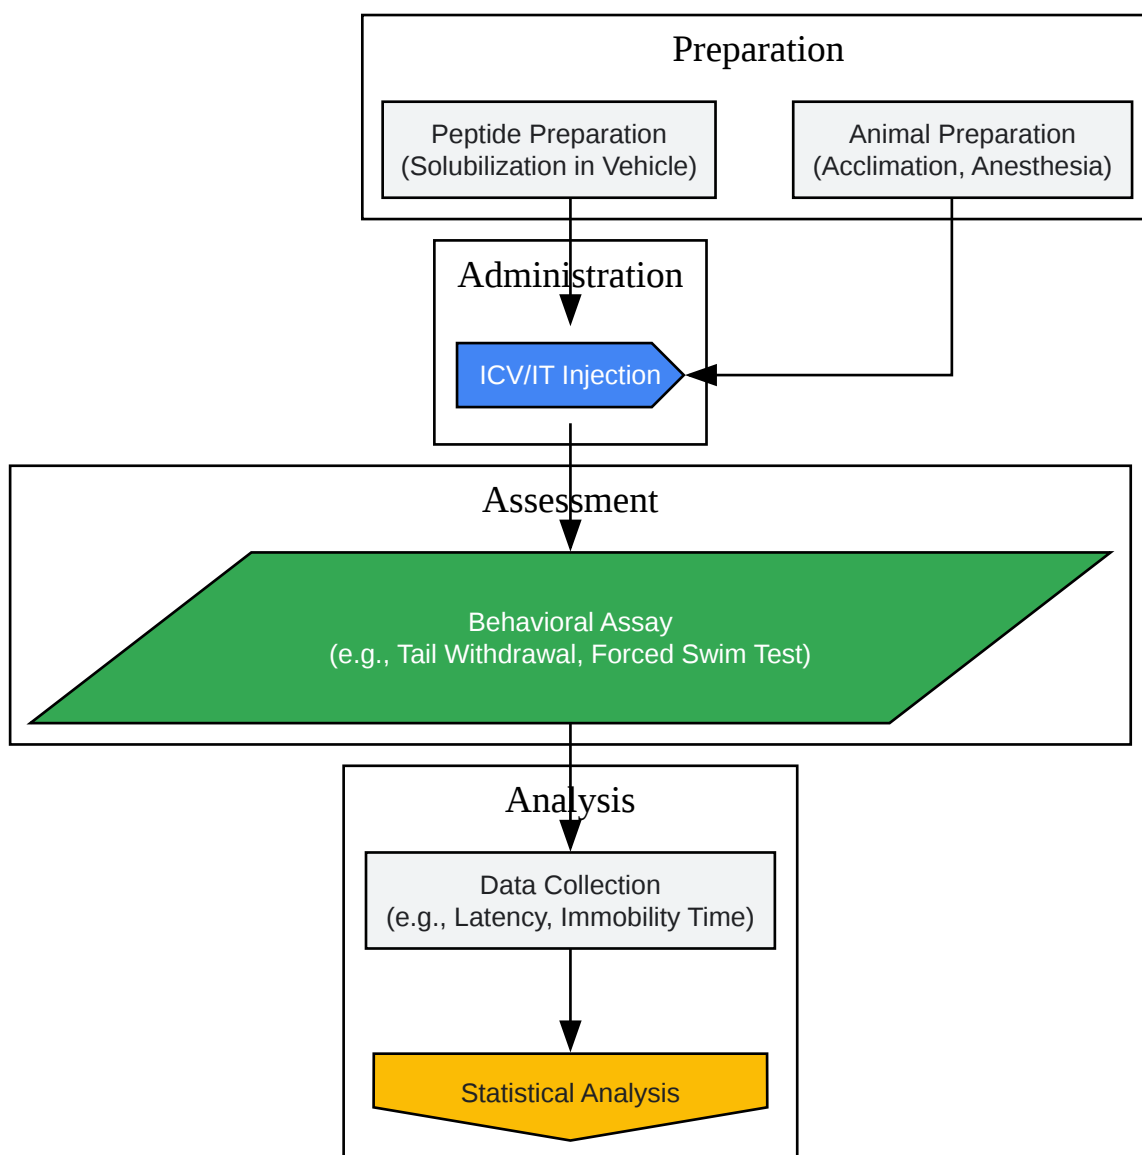 Preparation
Peptide Preparation
(Solubilization in Vehicle)
Animal Preparation
(Acclimation, Anesthesia)
Administration
ICV/IT Injection
Assessment
Behavioral Assay
(e.g., Tail Withdrawal, Forced Swim Test)
Analysis
Data Collection
(e.g., Latency, Immobility Time)
Statistical Analysis